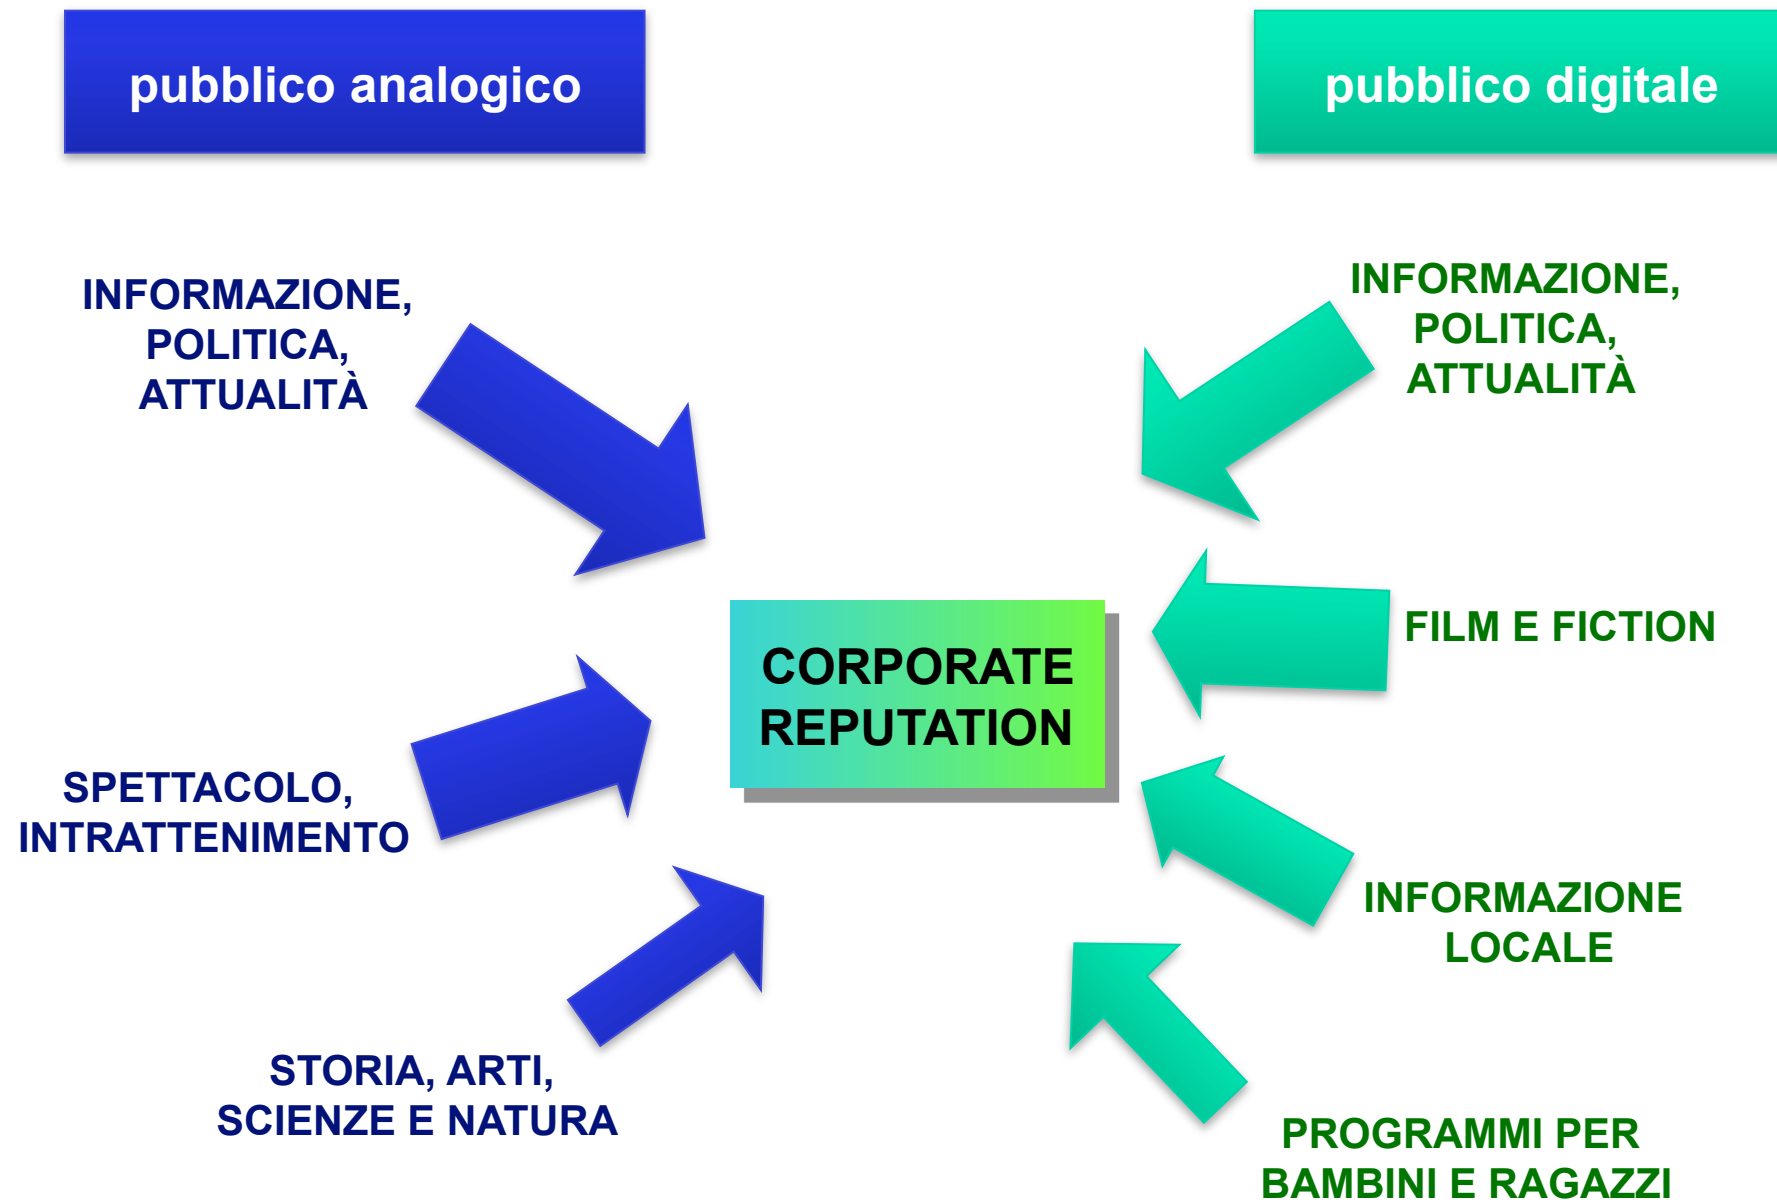 pubblico analogico
pubblico digitale
INFORMAZIONE,
POLITICA,
ATTUALITÀ
SPETTACOLO,
INTRATTENIMENTO
STORIA, ARTI,
SCIENZE E NATURA
CORPORATE
REPUTATION
INFORMAZIONE,
POLITICA,
ATTUALITÀ
FILM E FICTION
INFORMAZIONE
LOCALE
PROGRAMMI PER
BAMBINI E RAGAZZI